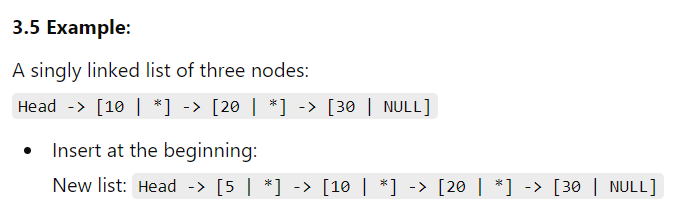 3.5 Example:
A singly linked list of three nodes:
Head -> [10 | *] -> [20 | *] -> [30 | NULL]
• Insert at the beginning:
New list: Head -> [5 | *] -> [10 | *] -> [20 | *] -> [30 | NULL]